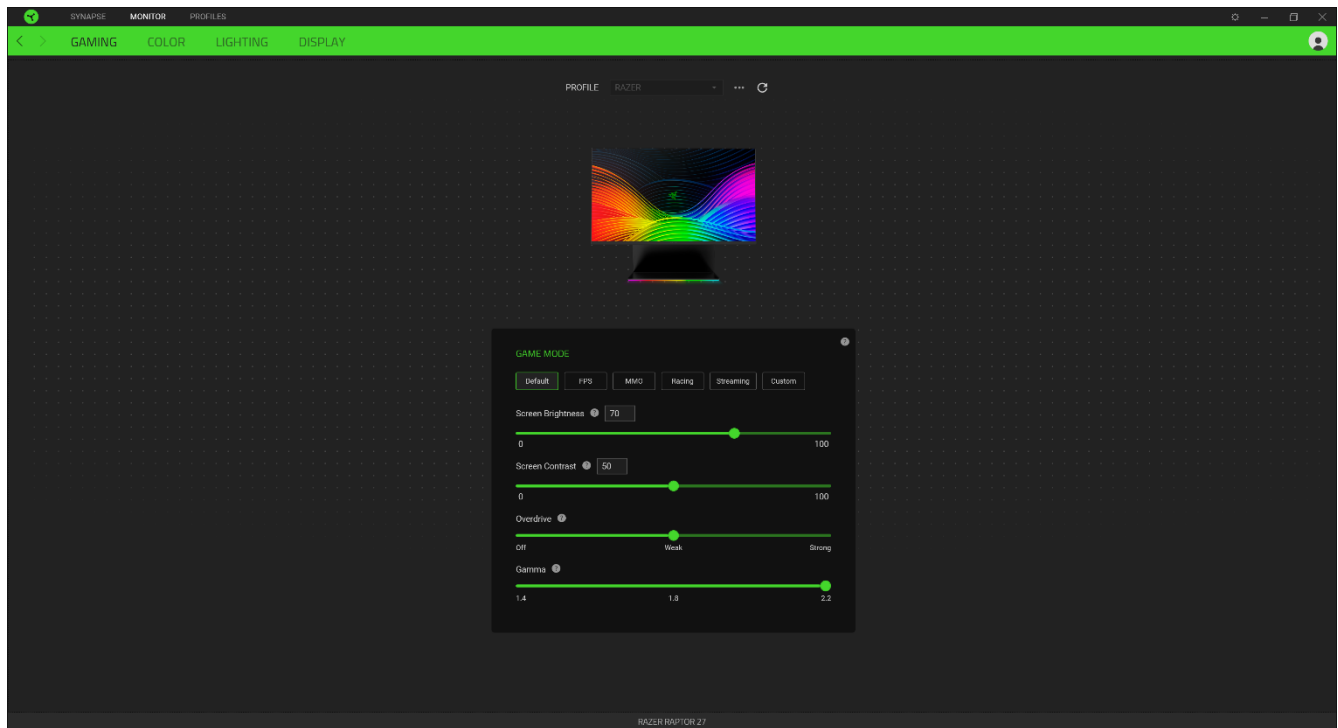 SYNAPSE MONITOR PROFILES
GAMING COLOR LIGHTING DISPLAY
PROFILE RAZER
GAME MODE
Default FPS MMO Racing Streaming Custom
Screen Brightness ? 70
0 100
Screen Contrast ? 50
0 100
Overdrive ?
Off Weak Strong
Gamma ?
1.4 1.8 2.2
RAZER RAPTOR 27